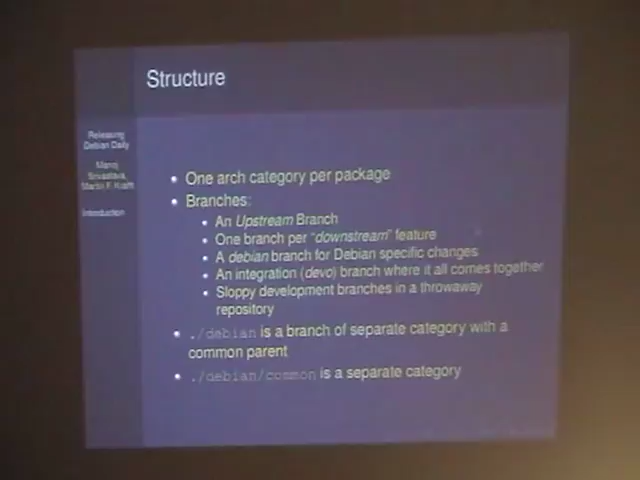 Structure
Releasing
Debian Daily
Manoj
Srivastava,
Martin F. Krafft
Introduction
One arch category per package
Branches:
An Upstream Branch
One branch per "downstream" feature
A debian branch for Debian specific changes
An integration (devo) branch where it all comes together
Sloppy development branches in a throwaway
repository
./debian is a branch of separate category with a
common parent
./debian/common is a separate category